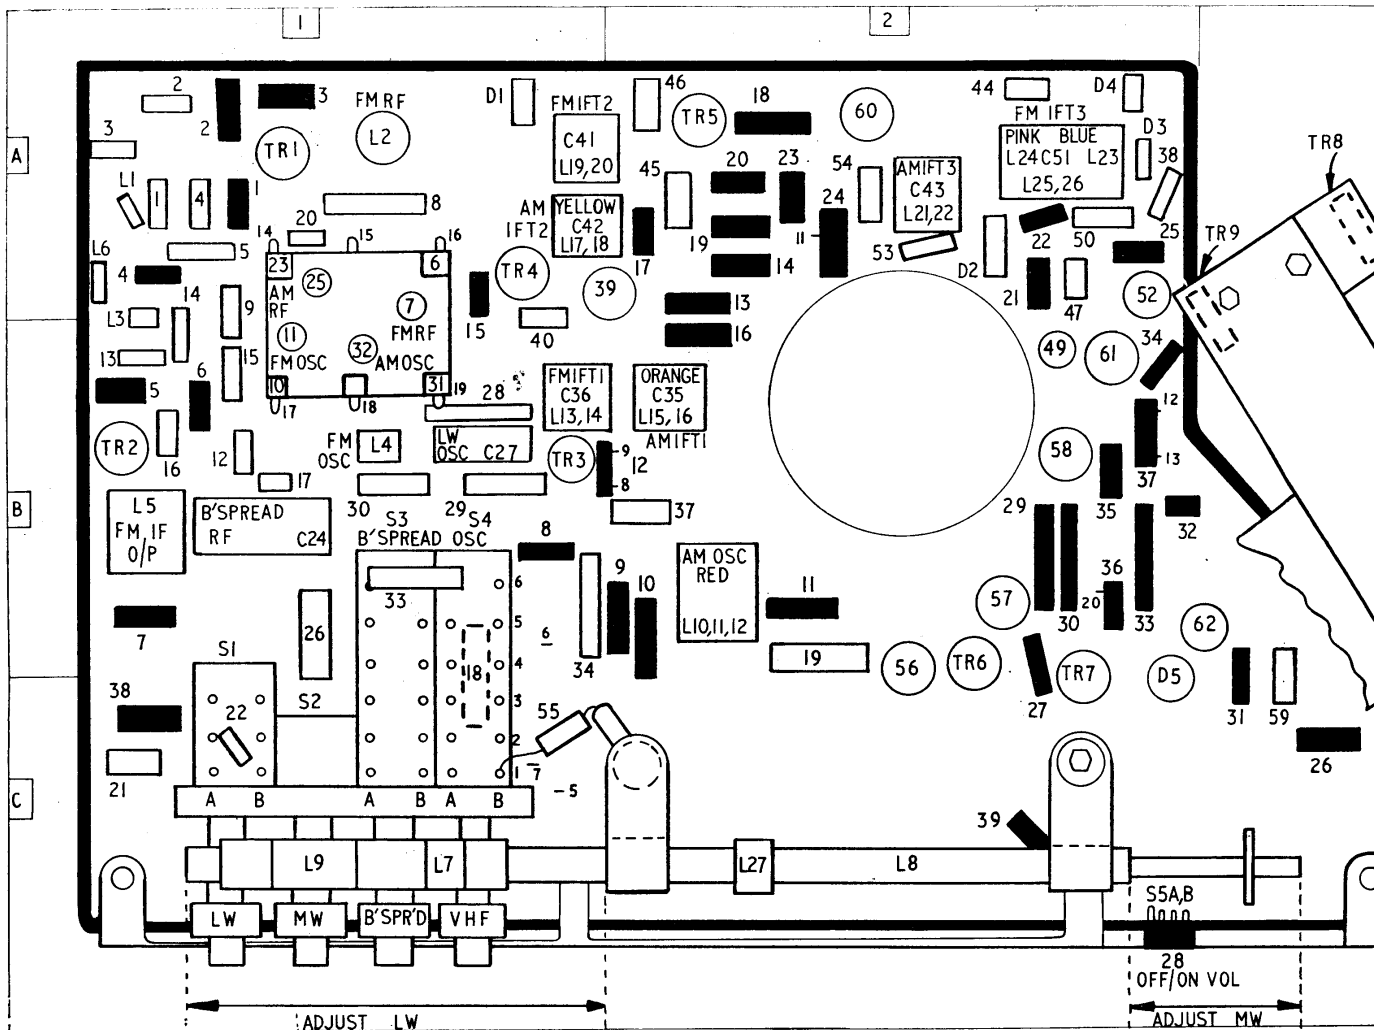 1
2
2
3
46
D1
FM IFT2
TR5
18
60
44
D4
FM IFT3
FM RF
2
3
L2
C41
L19,20
PINK BLUE
L24 C51 L23
L25,26
D3
38
A
TR1
TR8
45
20
23
54
AM IFT3
C43
L21,22
L1
1
4
1
8
AM
IFT2
YELLOW
C42
L17,18
24
20
14
15
16
19
11
22
50
25
TR9
L6
5
23
25
6
TR4
17
14
53
D2
4
14
AM
RF
7
FM RF
39
13
21
47
52
9
L3
11
FM OSC
32
AM OSC
15
40
16
49
61
34
13
15
10
31
19
28
FM IFT1
C36
L13,14
ORANGE
C35
L15,16
AM IFT1
5
6
17
18
12
TR2
16
12
FM
OSC
L4
LW
OSC C27
TR3
9
12
8
58
13
37
17
30
29
37
35
B
L5
FM IF
O/P
B'SPREAD
RF C24
S3
S4
B'SPREAD OSC
8
29
32
AM OSC
RED
L10,11,12
9
10
11
36
33
6
57
20
30
33
7
26
5
6
62
S1
4
34
19
56
TR6
TR7
D5
18
38
S2
3
55
27
31
59
22
2
26
21
1
7
C
A
B
A
B
A
B
5
39
L9
L7
L27
L8
S5A,B
LW
MW
B'SPR'D
VHF
28
OFF/ON VOL
ADJUST LW
ADJUST MW